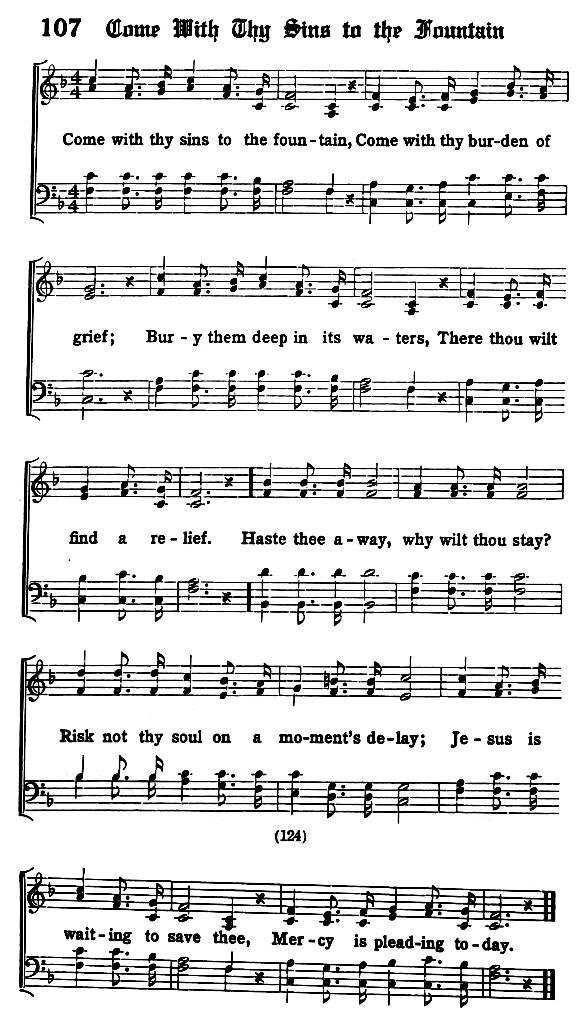 107 Come With Thy Sins to the Fountain
Come with thy sins to the foun-tain, Come with thy bur-den of
grief; Bur-y them deep in its wa-ters, There thou wilt
find a re-lief. Haste thee a-way, why wilt thou stay?
Risk not thy soul on a mo-ment's de-lay; Je-sus is
(124)
wait-ing to save thee, Mer-cy is plead-ing to-day.